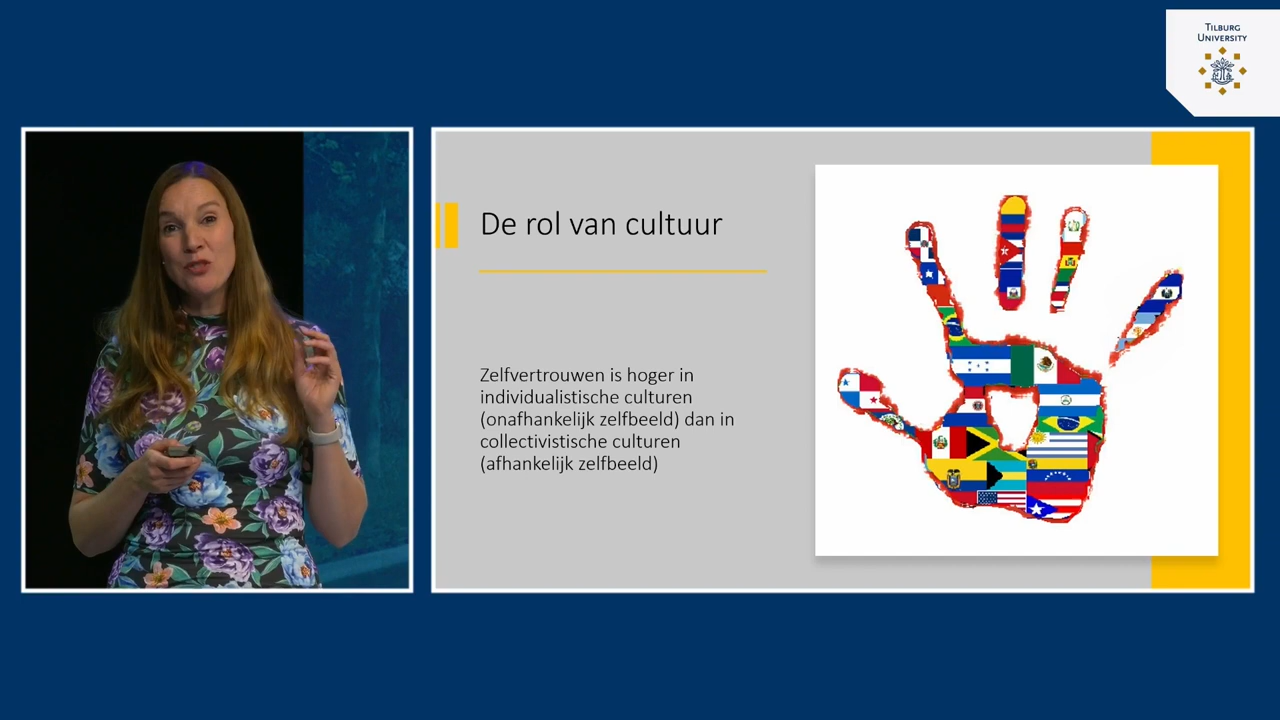 TILBURG
UNIVERSITY
De rol van cultuur
Zelfvertrouwen is hoger in
individualistische culturen
(onafhankelijk zelfbeeld) dan in
collectivistische culturen
(afhankelijk zelfbeeld)